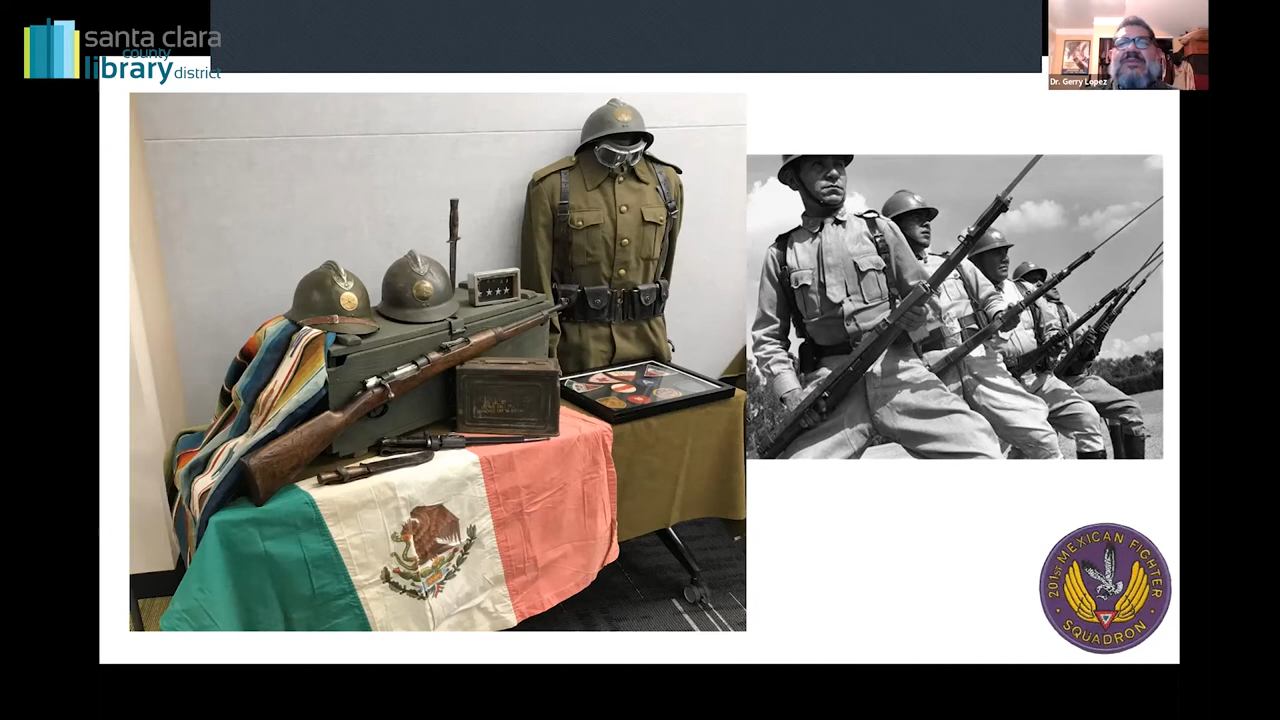 santa clara
county
library district
Dr. Gerry Lopez
201ST MEXICAN FIGHTER
SQUADRON